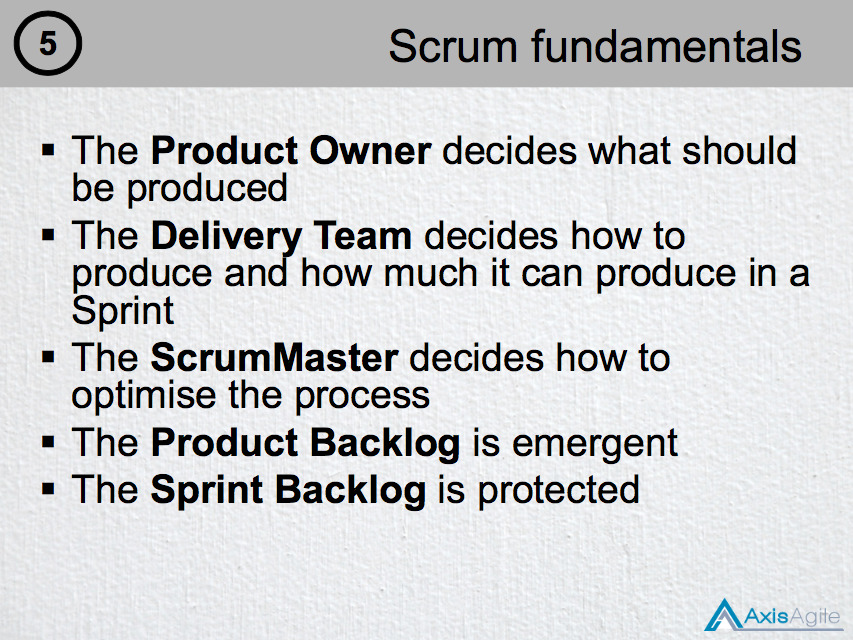 5
Scrum fundamentals
▪ The Product Owner decides what should
be produced
▪ The Delivery Team decides how to
produce and how much it can produce in a
Sprint
▪ The ScrumMaster decides how to
optimise the process
▪ The Product Backlog is emergent
▪ The Sprint Backlog is protected
AxisAgile